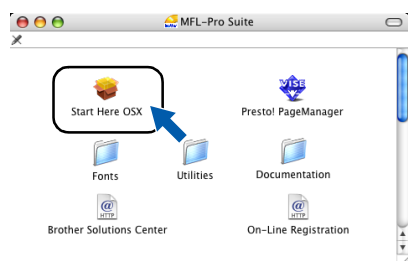 MFL-Pro Suite
VISE
Start Here OSX
Presto! PageManager
Fonts
Utilities
Documentation
@
HTTP
@
HTTP
Brother Solutions Center
On-Line Registration